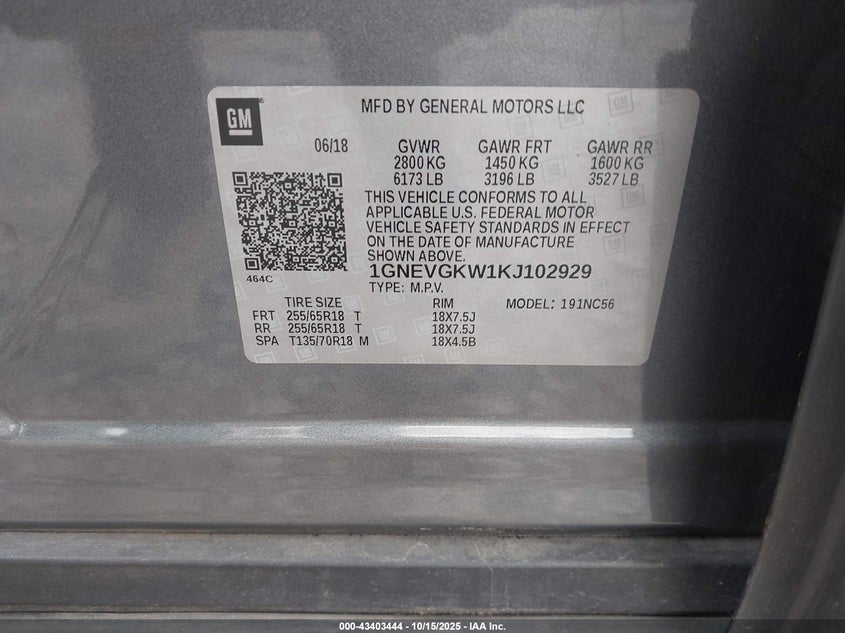 MFD BY GENERAL MOTORS LLC
GM ®
06/18 GVWR GAWR FRT GAWR RR
2800 KG 1450 KG 1600 KG
6173 LB 3196 LB 3527 LB
THIS VEHICLE CONFORMS TO ALL
APPLICABLE U.S. FEDERAL MOTOR
VEHICLE SAFETY STANDARDS IN EFFECT
ON THE DATE OF MANUFACTURE
SHOWN ABOVE.
464C
1GNEVGKW1KJ102929
TYPE: M.P.V.
TIRE SIZE RIM MODEL: 191NC56
FRT 255/65R18 T 18X7.5J
RR 255/65R18 T 18X7.5J
SPA T135/70R18 M 18X4.5B
000-43403444 - 10/15/2025 - IAA Inc.